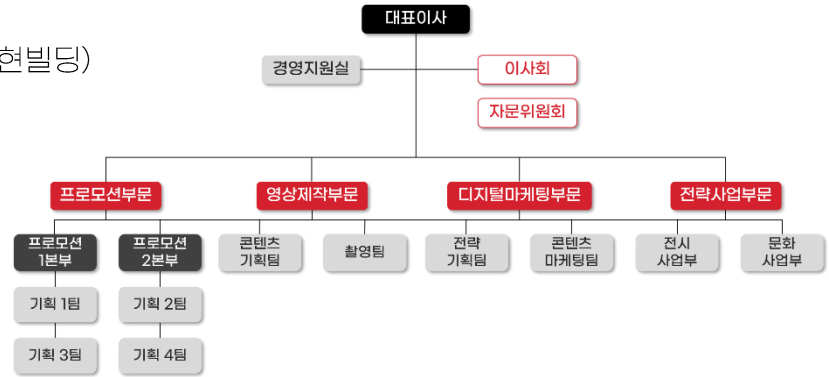 대표이사
현빌딩)
경영지원실
이사회
자문위원회
프로모션부문
영상제작부문
디지털마케팅부문
전략사업부문
프로모션
1본부
프로모션
2본부
콘텐츠
기획팀
촬영팀
전략
기획팀
콘텐츠
마케팅팀
전시
사업부
문화
사업부
기획 1팀
기획 2팀
기획 3팀
기획 4팀